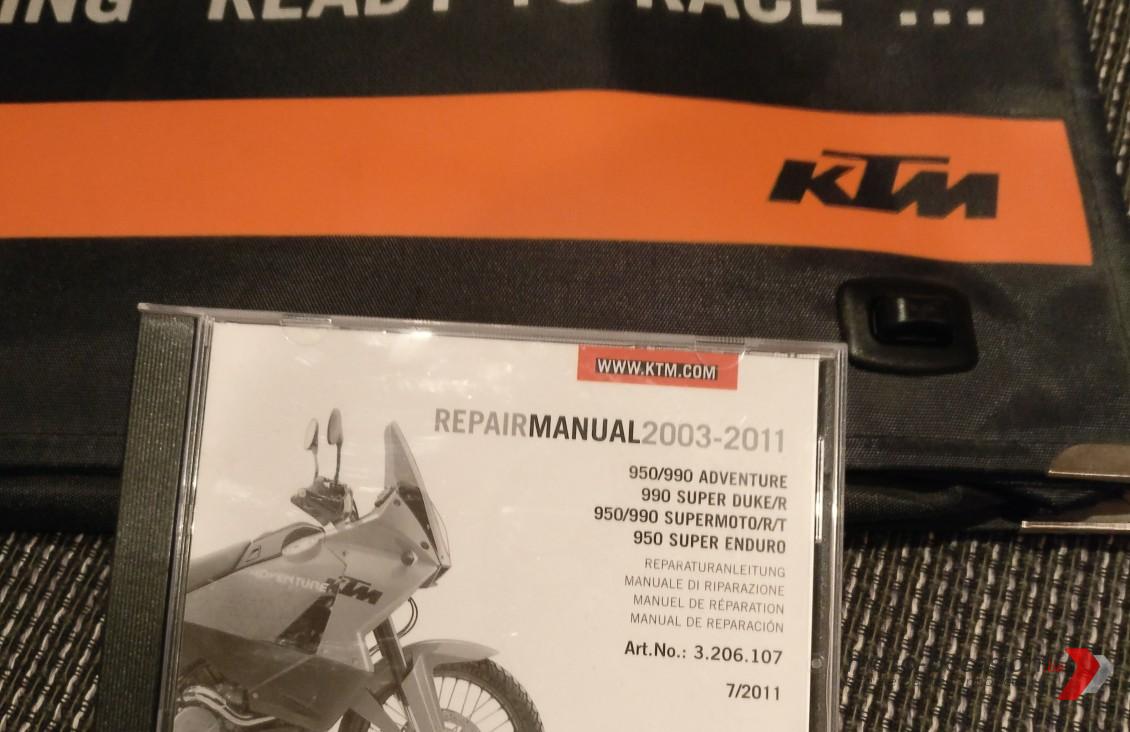 READY TO RACE ...
KTM
WWW.KTM.COM
REPAIRMANUAL2003-2011
950/990 ADVENTURE
990 SUPER DUKE/R
950/990 SUPERMOTO/R/T
950 SUPER ENDURO
REPARATURANLEITUNG
MANUALE DI RIPARAZIONE
MANUEL DE RÉPARATION
MANUAL DE REPARACIÓN
Art.No.: 3.206.107
7/2011
ADVENTURE
KTM